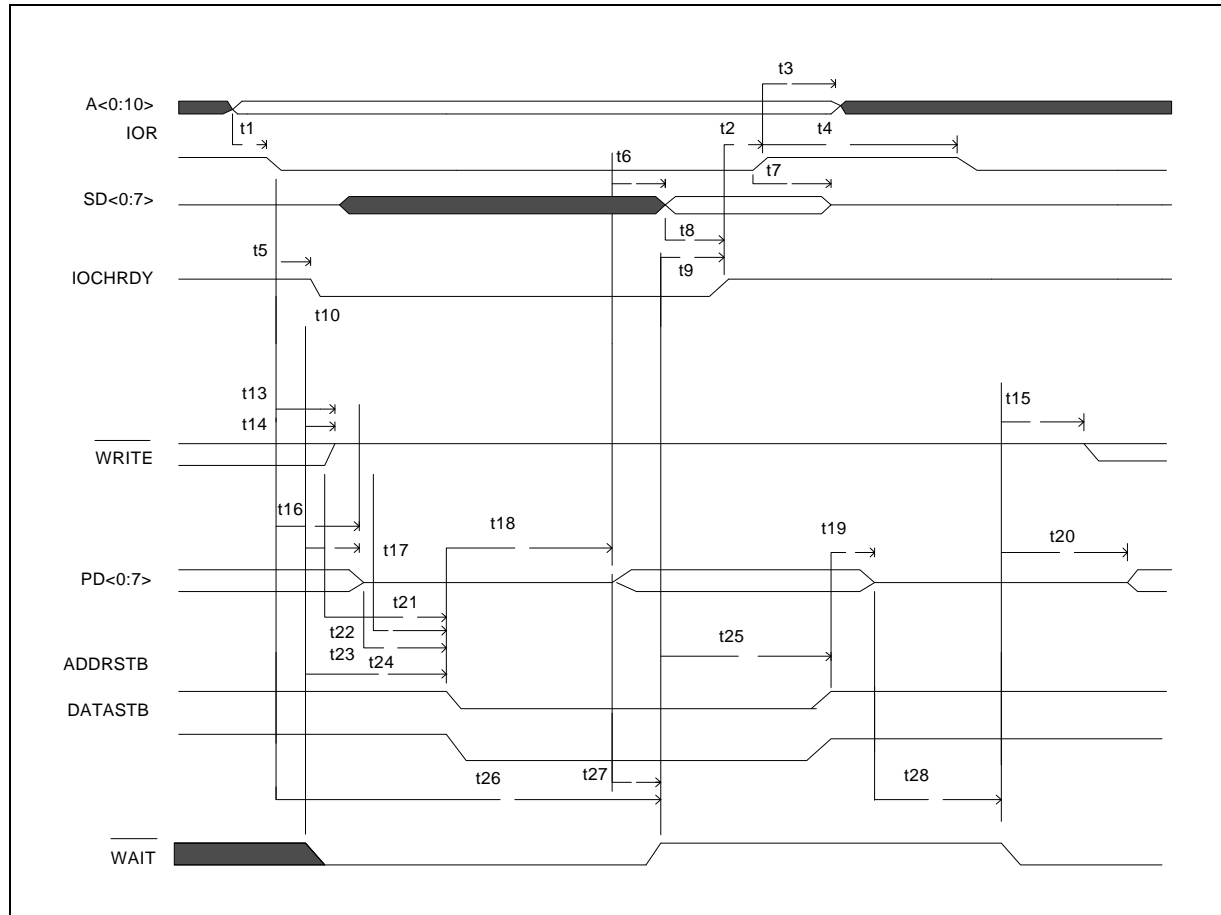 t3
A<0:10>
t1
t2
t4
IOR
t6
t7
SD<0:7>
t8
t5
t9
IOCHRDY
t10
t13
t15
t14
WRITE
t16
t18
t19
t20
t17
PD<0:7>
t21
t22
t25
t23
t24
ADDRSTB
DATASTB
t26
t27
t28
WAIT